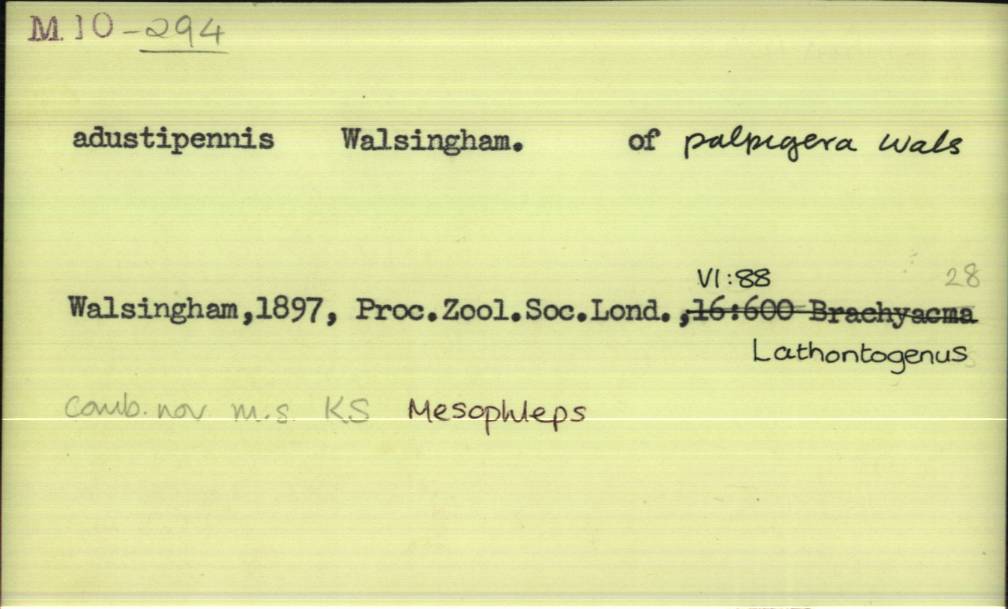 M.10-294
adustipennis Walsingham. of palpigera Wals
VI:88 28
Walsingham,1897, Proc.Zool.Soc.Lond.,16:600 Brachyacma
Lathontogenus
Comb. nov m.s. KS Mesophleps